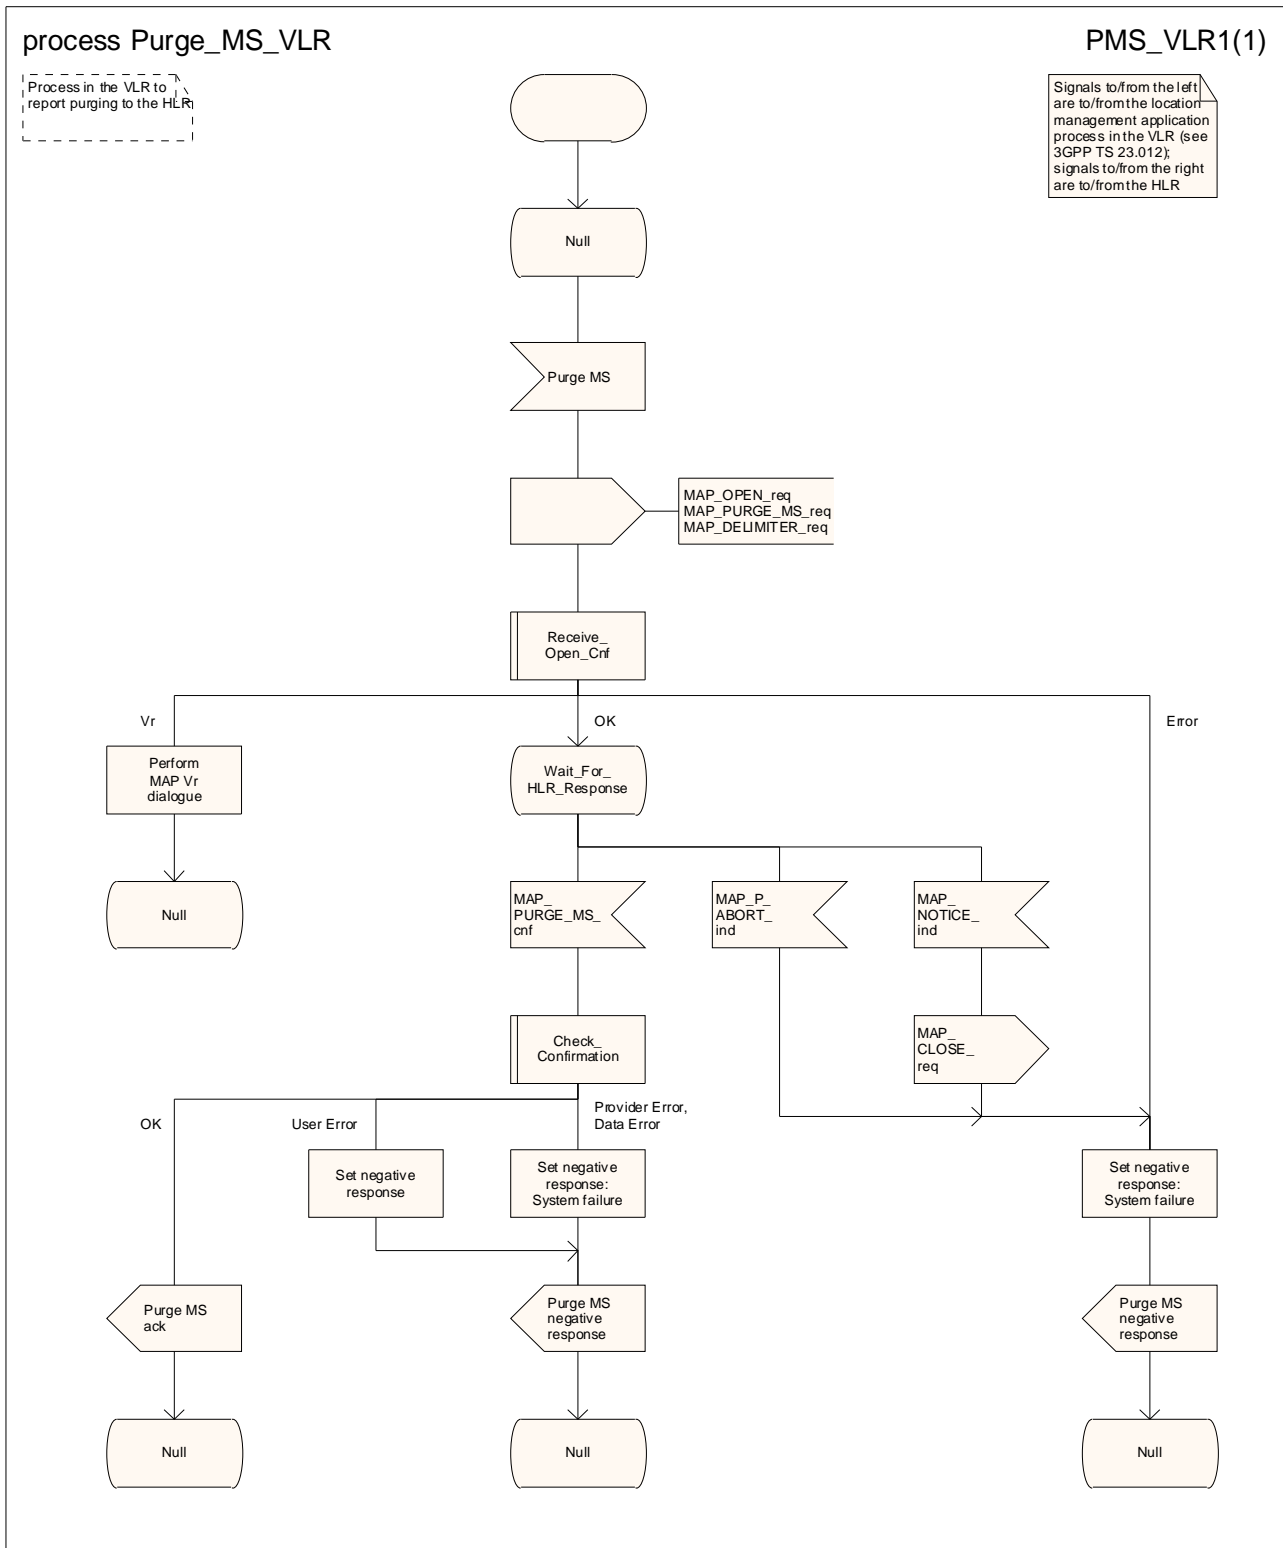 process Purge_MS_VLR
PMS_VLR1(1)
Process in the VLR to
report purging to the HLR
Signals to/from the left
are to/from the location
management application
process in the VLR (see
3GPP TS 23.012);
signals to/from the right
are to/from the HLR
Null
Purge MS
MAP_OPEN_req
MAP_PURGE_MS_req
MAP_DELIMITER_req
Receive_
Open_Cnf
Vr
OK
Error
Perform
MAP Vr
dialogue
Wait_For_
HLR_Response
Null
MAP_
PURGE_MS_
cnf
MAP_P_
ABORT_
ind
MAP_
NOTICE_
ind
Check_
Confirmation
MAP_
CLOSE_
req
OK
User Error
Provider Error,
Data Error
Set negative
response
Set negative
response:
System failure
Set negative
response:
System failure
Purge MS
ack
Purge MS
negative
response
Purge MS
negative
response
Null
Null
Null